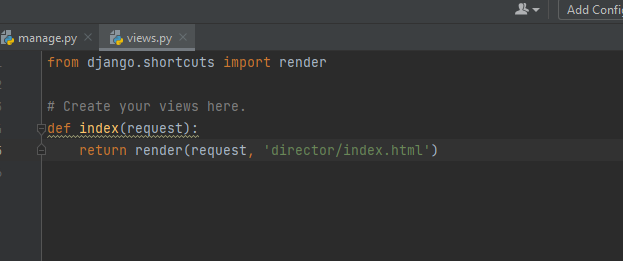 Add Config
manage.py views.py
from django.shortcuts import render
# Create your views here.
def index(request):
return render(request, 'director/index.html')